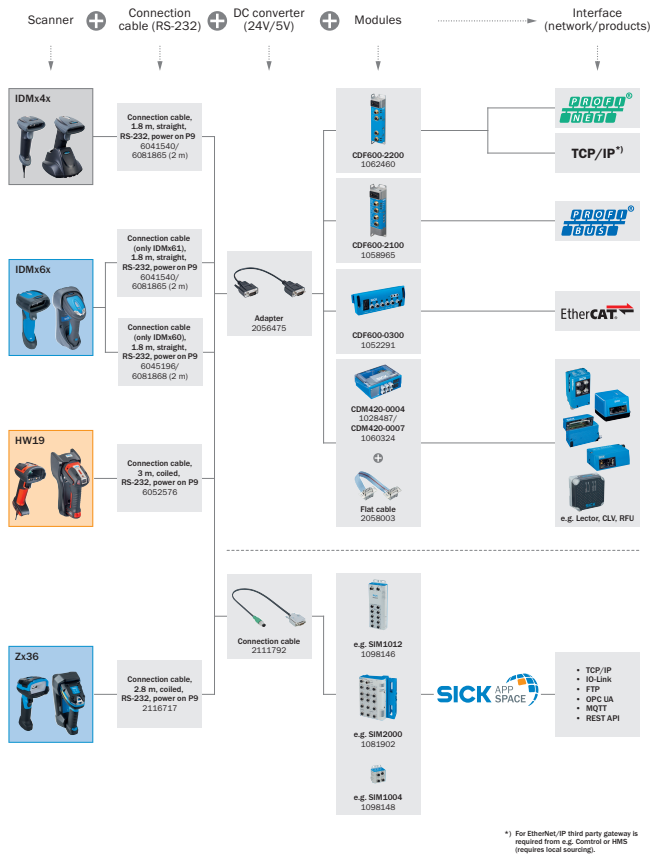 Scanner
Connection
cable (RS-232)
DC converter
(24V/5V)
Modules
Interface
(network/products)
IDMx4x
Connection cable,
1.8 m, straight,
RS-232, power on P9
6041540/
6081865 (2 m)
CDF600-2200
1062460
PROFI
NET
®
TCP/IP*)
CDF600-2100
1058965
PROFI
BUS
®
IDMx6x
Connection cable
(only IDMx61),
1.8 m, straight,
RS-232, power on P9
6041540/
6081865 (2 m)
Connection cable
(only IDMx60),
1.8 m, straight,
RS-232, power on P9
6045196/
6081868 (2 m)
Adapter
2056475
CDF600-0300
1052291
EtherCAT®
CDM420-0004
1028487/
CDM420-0007
1060324
Flat cable
2058003
e.g. Lector, CLV, RFU
HW19
Connection cable,
3 m, coiled,
RS-232, power on P9
6052576
Connection cable
2111792
e.g. SIM1012
1098146
Zx36
Connection cable,
2.8 m, coiled,
RS-232, power on P9
2116717
e.g. SIM2000
1081902
e.g. SIM1004
1098148
SICK APP
SPACE
• TCP/IP
• IO-Link
• FTP
• OPC UA
• MQTT
• REST API
*) For EtherNet/IP third party gateway is
required from e.g. Comtrol or HMS
(requires local sourcing).